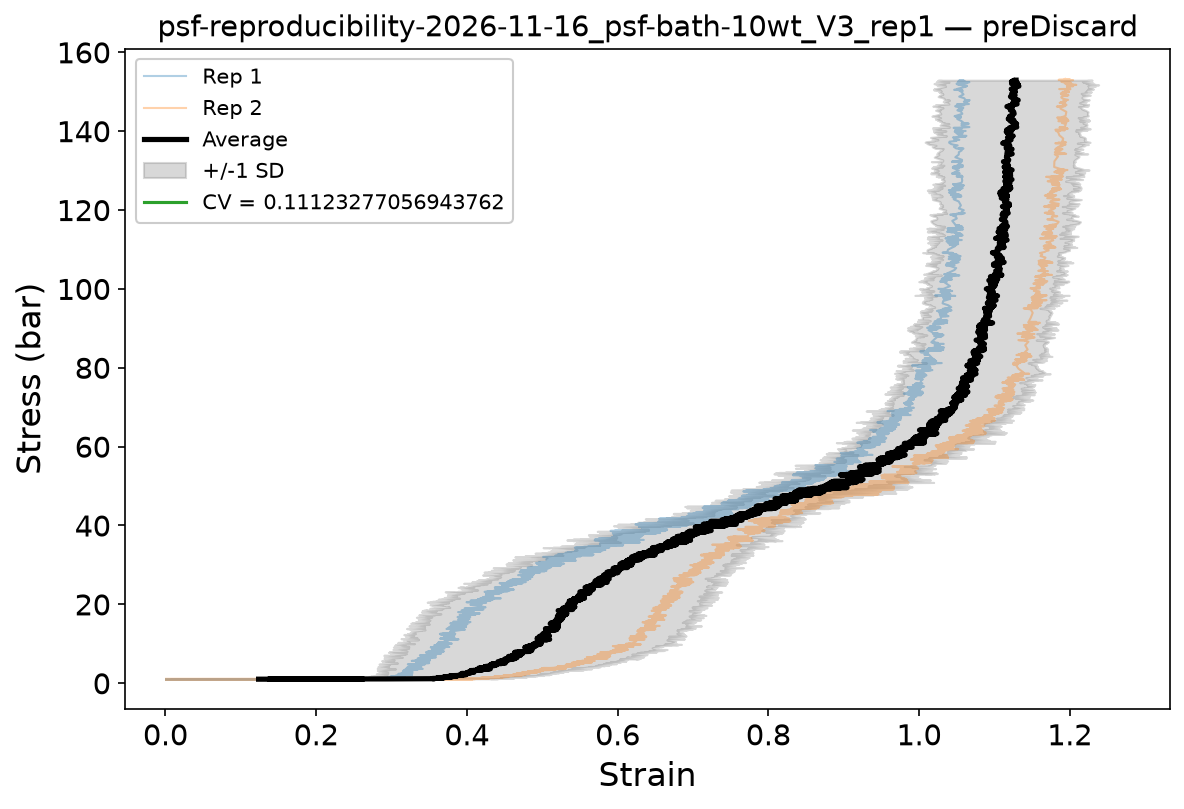 psf-reproducibility-2026-11-16_psf-bath-10wt_V3_rep1 — preDiscard
160
140
120
100
80
60
40
20
0
Stress (bar)
Rep 1
Rep 2
Average
+/-1 SD
CV = 0.11123277056943762
0.0 0.2 0.4 0.6 0.8 1.0 1.2
Strain